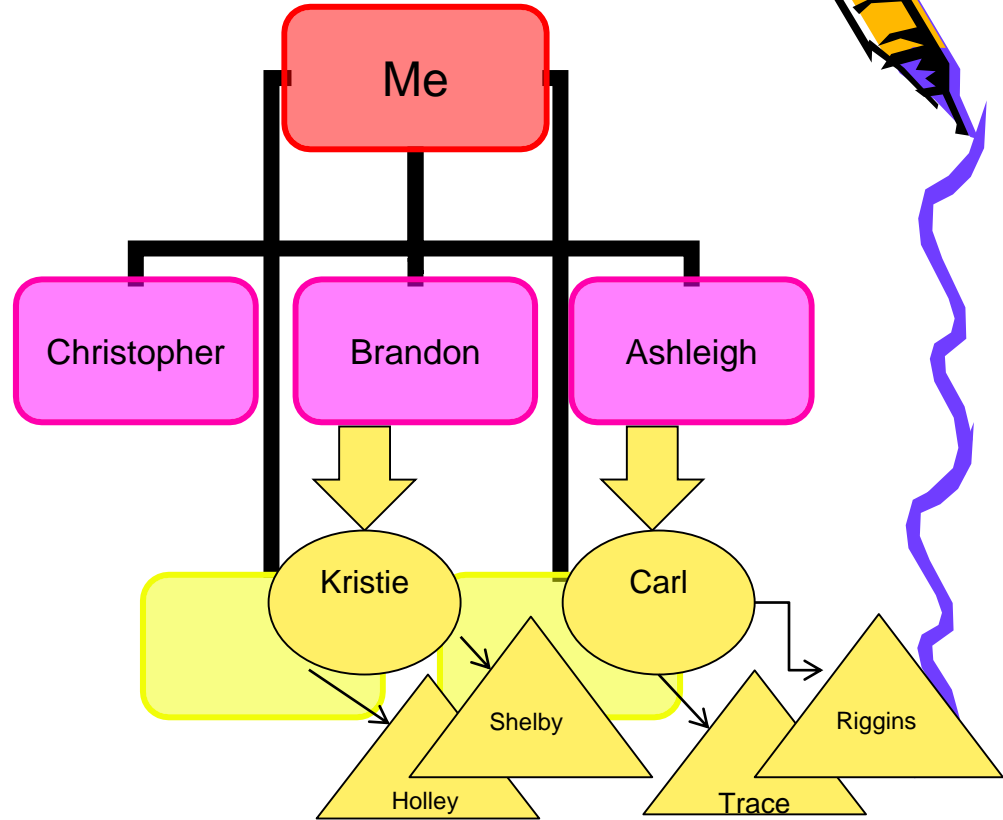 Me
Christopher
Brandon
Ashleigh
Kristie
Carl
Shelby
Riggins
Holley
Trace